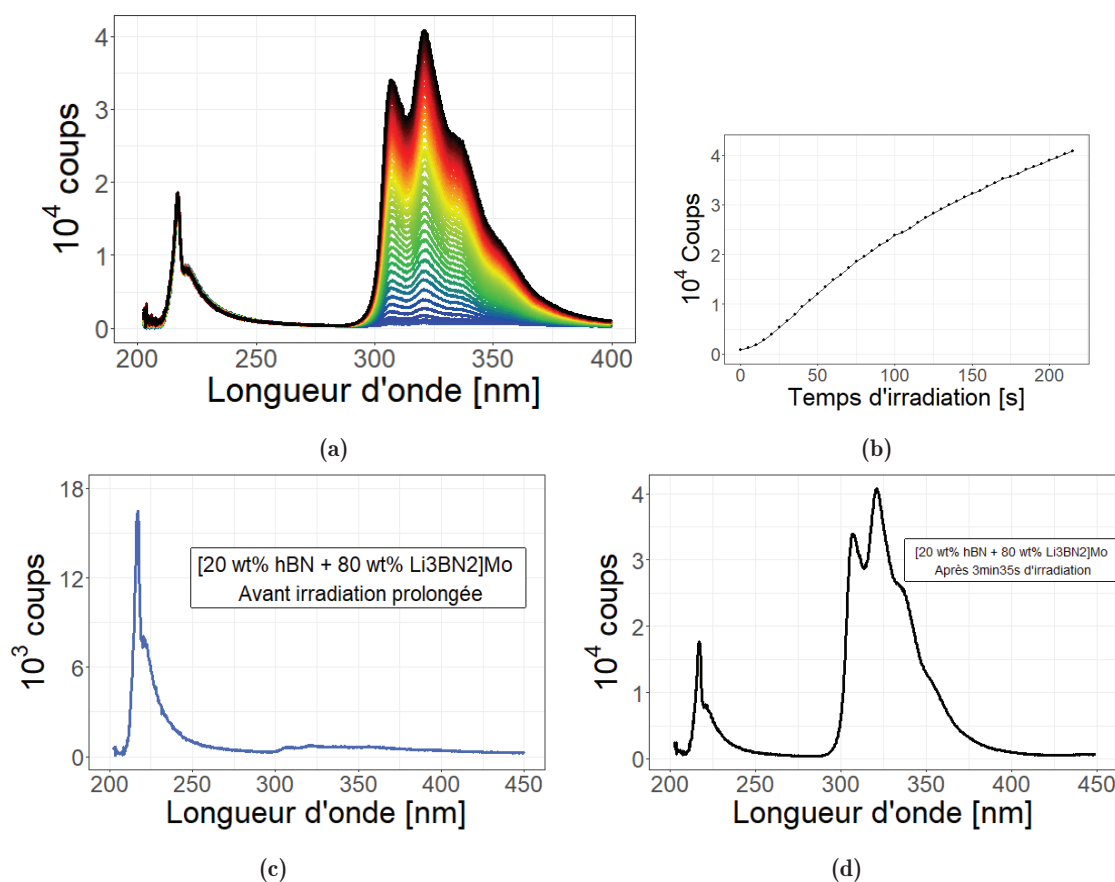 4
3
2
1
0
10⁴ coups
200 250 300 350 400
Longueur d'onde [nm]
(a)
4
3
2
1
0
10⁴ Coups
0 50 100 150 200
Temps d'irradiation [s]
(b)
18
12
6
0
10³ coups
[20 wt% hBN + 80 wt% Li3BN2]Mo
Avant irradiation prolongée
200 250 300 350 400 450
Longueur d'onde [nm]
(c)
4
3
2
1
0
10⁴ coups
[20 wt% hBN + 80 wt% Li3BN2]Mo
Après 3min35s d'irradiation
200 250 300 350 400 450
Longueur d'onde [nm]
(d)